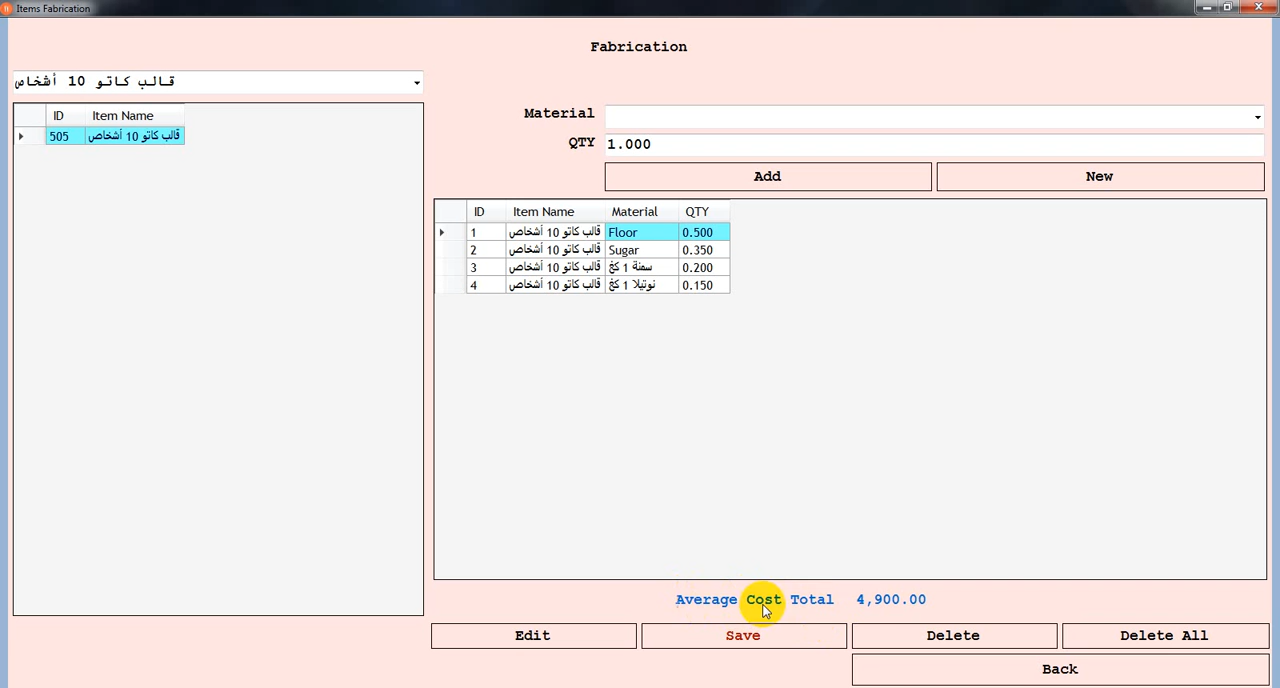 Items Fabrication
Fabrication
قالب كاتو 10 أشخاص
ID Item Name
505 قالب كاتو 10 أشخاص
Material
QTY 1.000
Add New
ID Item Name Material QTY
1 قالب كاتو 10 أشخاص Floor 0.500
2 قالب كاتو 10 أشخاص Sugar 0.350
3 قالب كاتو 10 أشخاص سمنة 1 كغ 0.200
4 قالب كاتو 10 أشخاص نوتيلا 1 كغ 0.150
Average Cost Total 4,900.00
Edit Save Delete Delete All
Back